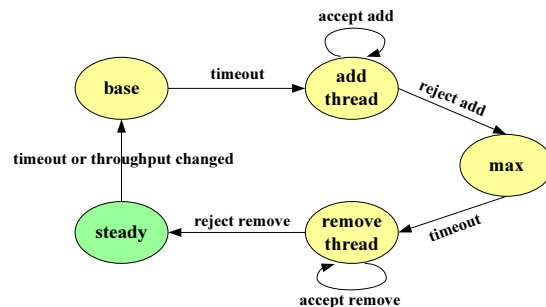 accept add
timeout
base
add
thread
reject add
max
timeout or throughput changed
steady
reject remove
remove
thread
timeout
accept remove